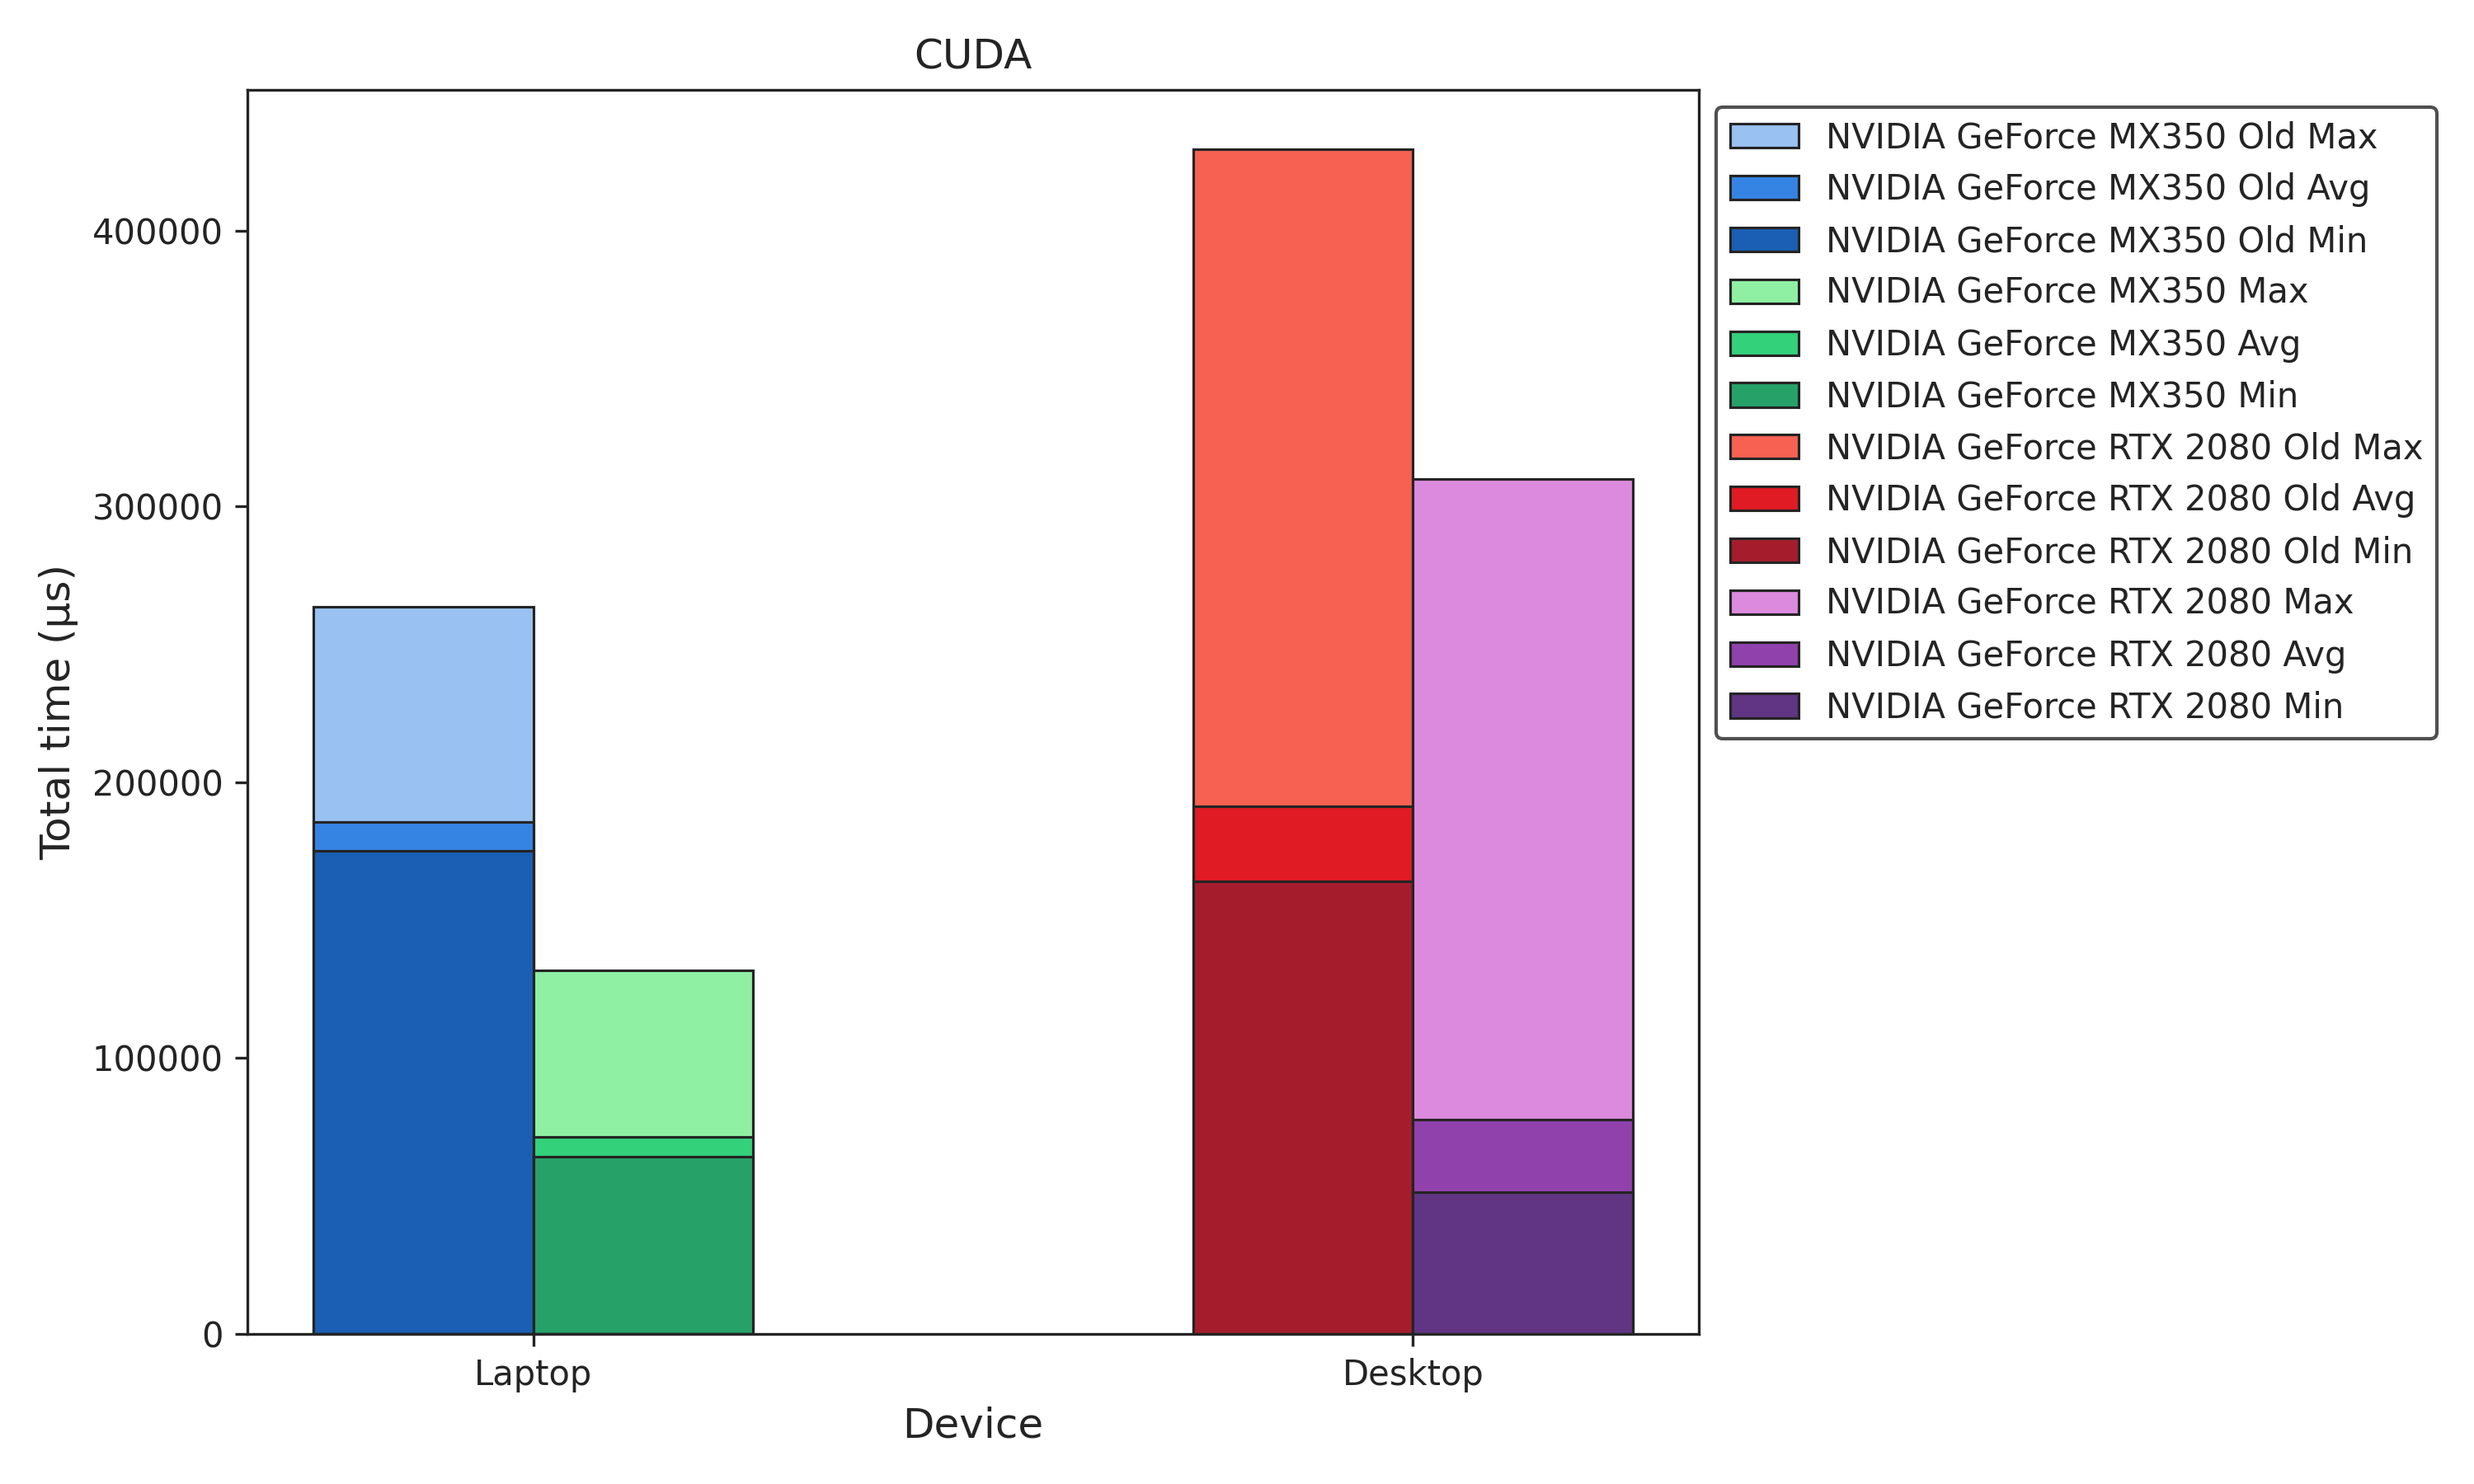 CUDA
Total time (µs)
400000
300000
200000
100000
0
Laptop
Desktop
Device
NVIDIA GeForce MX350 Old Max
NVIDIA GeForce MX350 Old Avg
NVIDIA GeForce MX350 Old Min
NVIDIA GeForce MX350 Max
NVIDIA GeForce MX350 Avg
NVIDIA GeForce MX350 Min
NVIDIA GeForce RTX 2080 Old Max
NVIDIA GeForce RTX 2080 Old Avg
NVIDIA GeForce RTX 2080 Old Min
NVIDIA GeForce RTX 2080 Max
NVIDIA GeForce RTX 2080 Avg
NVIDIA GeForce RTX 2080 Min